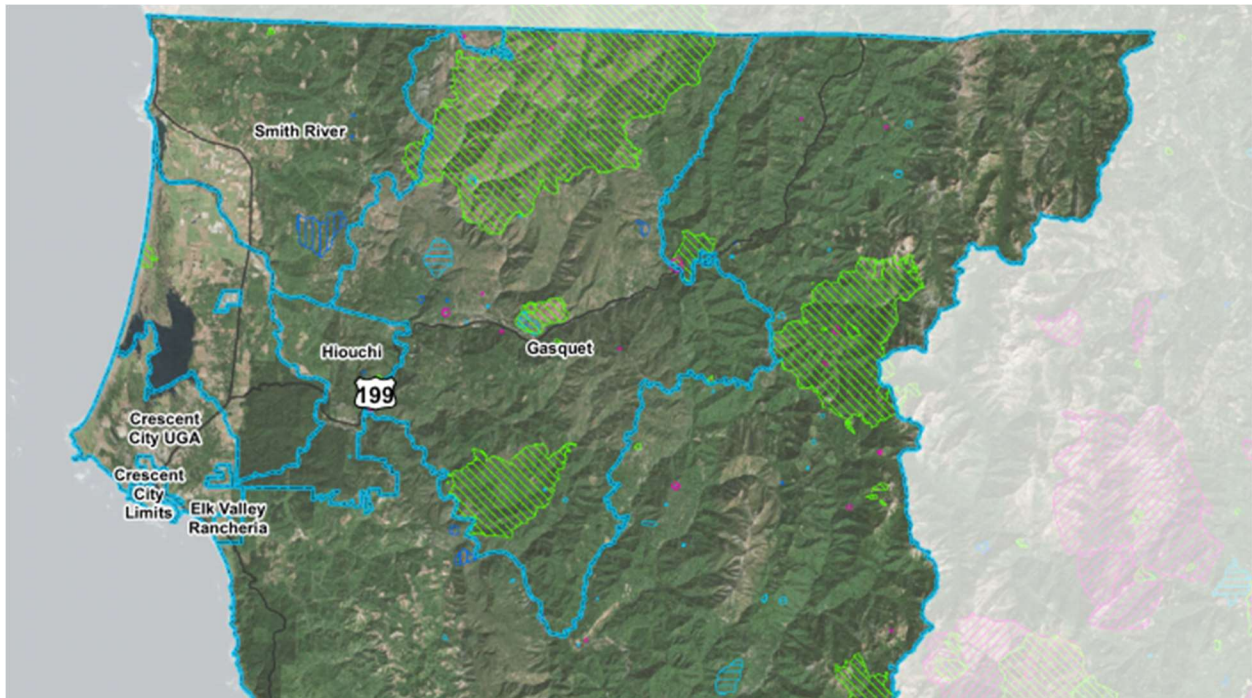 Smith River
Hiouchi
Gasquet
199
Crescent
City UGA
Crescent
City
Limits
Elk Valley
Rancheria